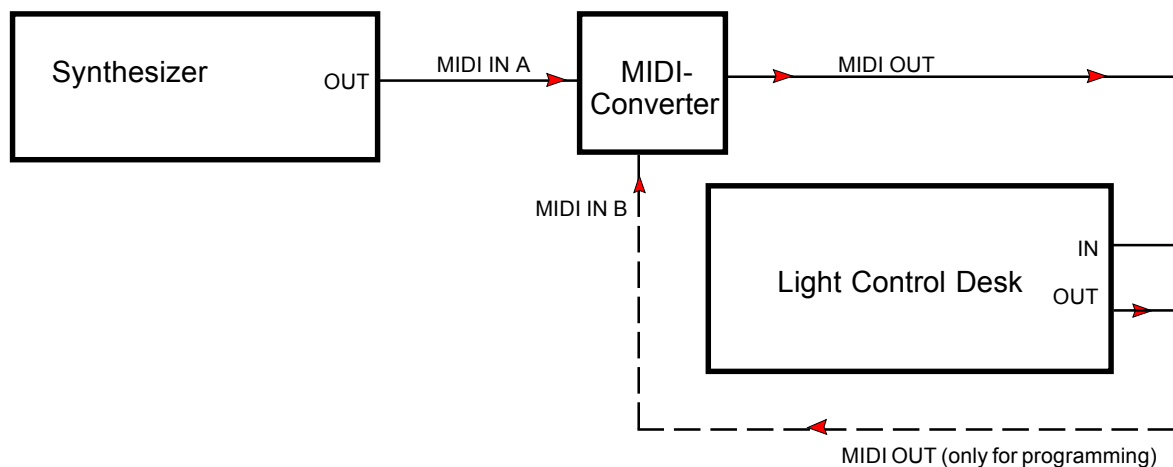 Synthesizer
OUT
MIDI IN A
MIDI-
Converter
MIDI OUT
MIDI IN B
Light Control Desk
IN
OUT
MIDI OUT (only for programming)